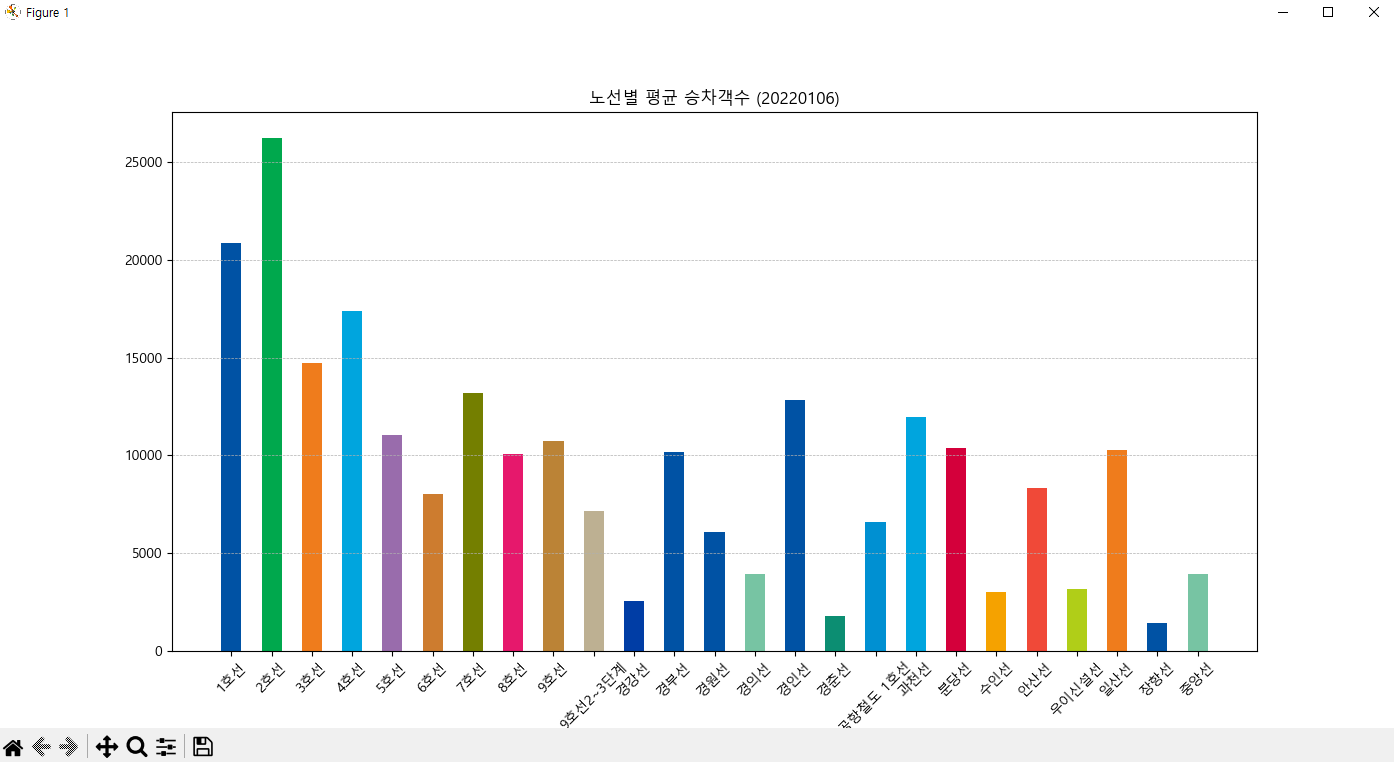 Figure 1
노선별 평균 승차객수 (20220106)
25000
20000
15000
10000
5000
0
1호선
2호선
3호선
4호선
5호선
6호선
7호선
8호선
9호선
9호선2~3단계
경강선
경부선
경원선
경의선
경인선
경춘선
공항철도 1호선
과천선
분당선
수인선
안산선
우이신설선
일산선
장항선
중앙선